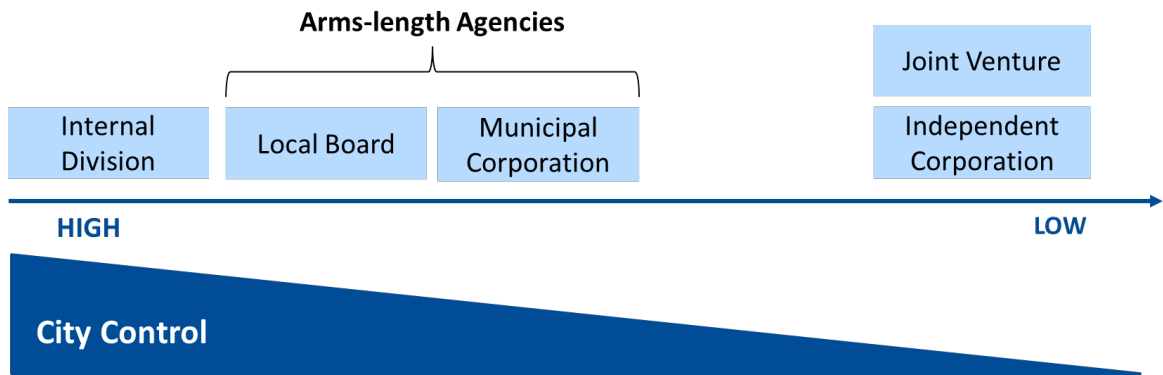 Arms-length Agencies
Joint Venture
Internal
Division
Local Board
Municipal
Corporation
Independent
Corporation
HIGH
LOW
City Control